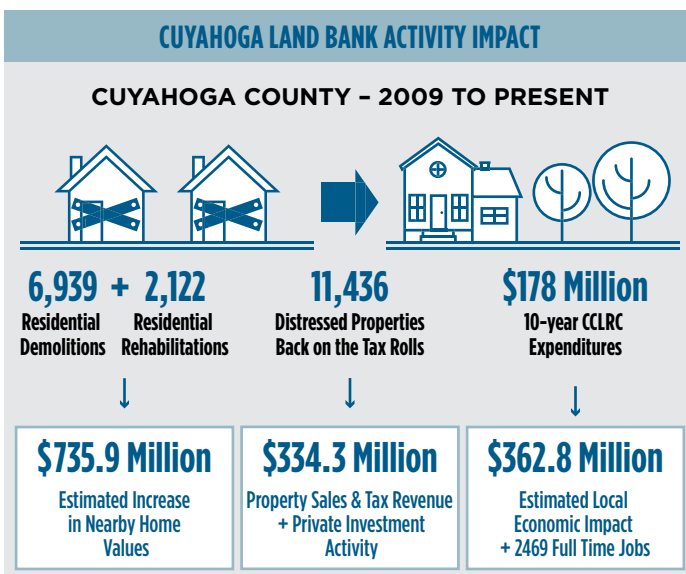 CUYAHOGA LAND BANK ACTIVITY IMPACT
CUYAHOGA COUNTY – 2009 TO PRESENT
6,939 + 2,122
Residential
Demolitions
Residential
Rehabilitations
11,436
Distressed Properties
Back on the Tax Rolls
$178 Million
10-year CCLRC
Expenditures
$735.9 Million
Estimated Increase
in Nearby Home
Values
$334.3 Million
Property Sales & Tax Revenue
+ Private Investment
Activity
$362.8 Million
Estimated Local
Economic Impact
+ 2469 Full Time Jobs